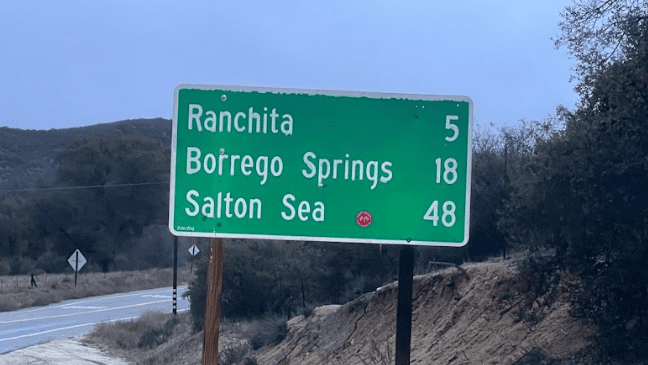 Ranchita 5
Borrego Springs 18
Salton Sea 48